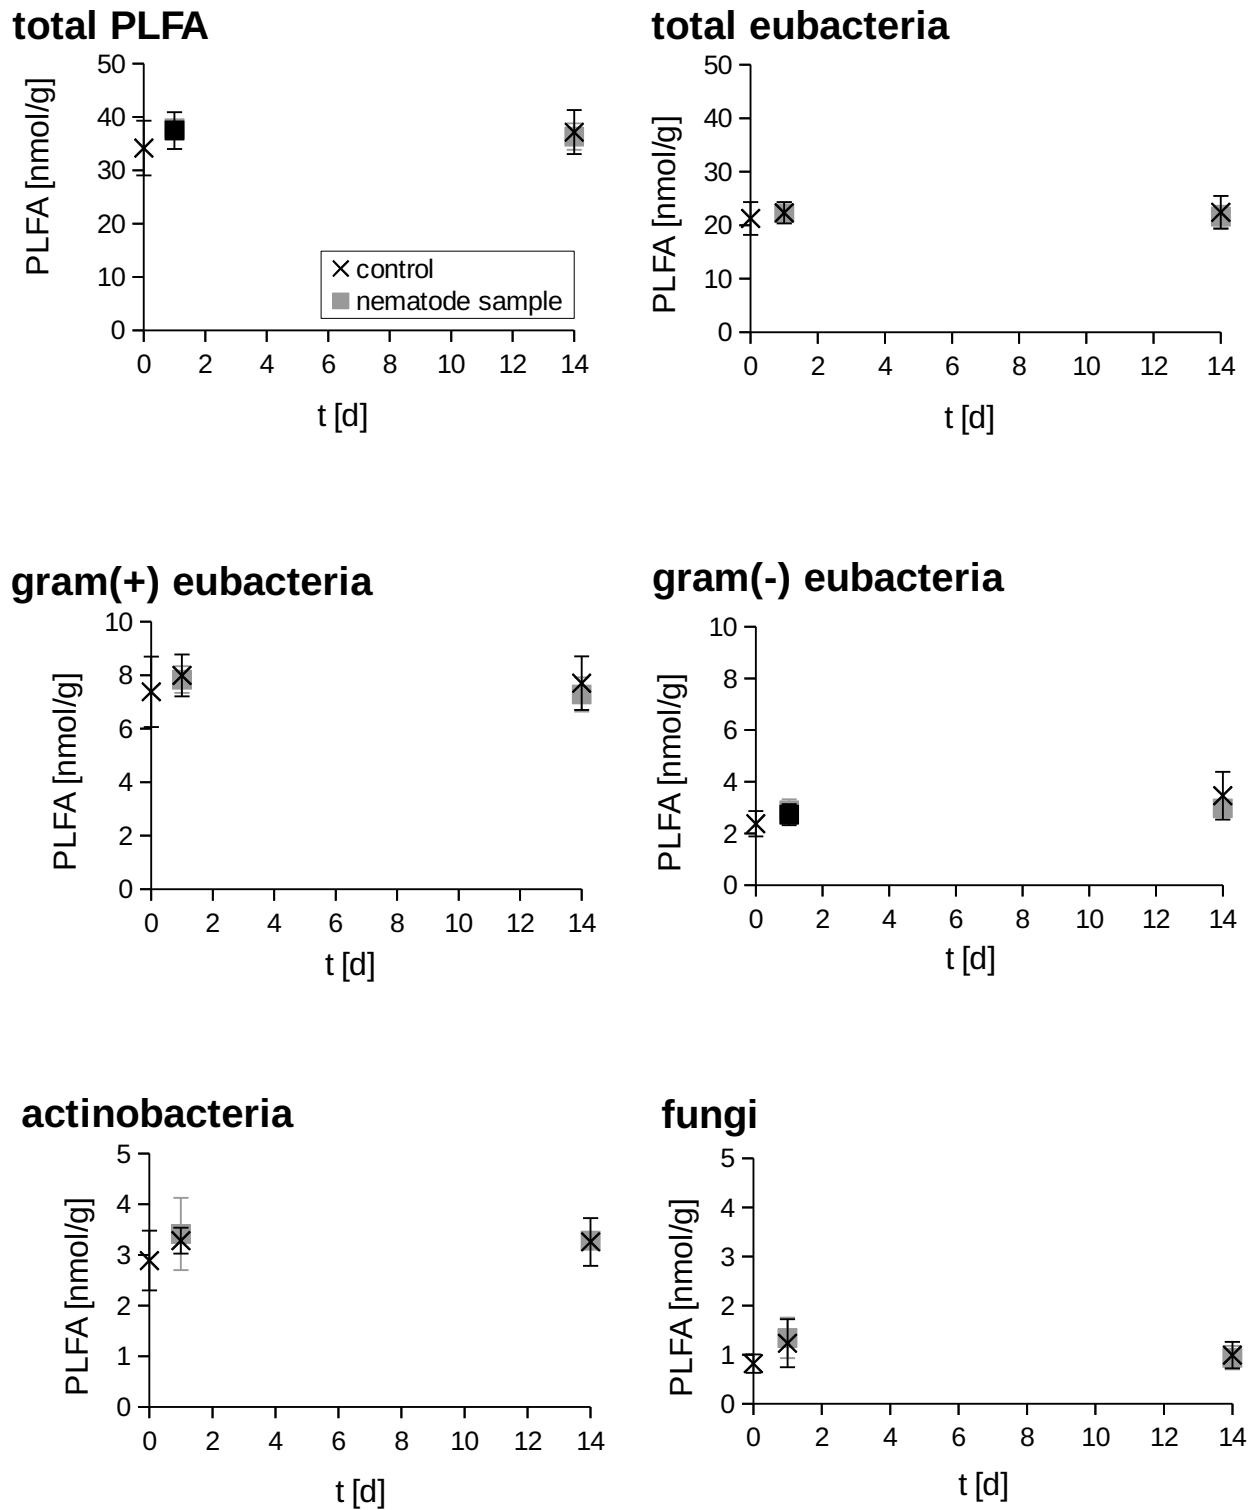 total PLFA
50
40
30
20
10
0
PLFA [nmol/g]
control
nematode sample
0 2 4 6 8 10 12 14
t [d]
total eubacteria
50
40
30
20
10
0
PLFA [nmol/g]
0 2 4 6 8 10 12 14
t [d]
gram(+) eubacteria
10
8
6
4
2
0
PLFA [nmol/g]
0 2 4 6 8 10 12 14
t [d]
gram(-) eubacteria
10
8
6
4
2
0
PLFA [nmol/g]
0 2 4 6 8 10 12 14
t [d]
actinobacteria
5
4
3
2
1
0
PLFA [nmol/g]
0 2 4 6 8 10 12 14
t [d]
fungi
5
4
3
2
1
0
PLFA [nmol/g]
0 2 4 6 8 10 12 14
t [d]